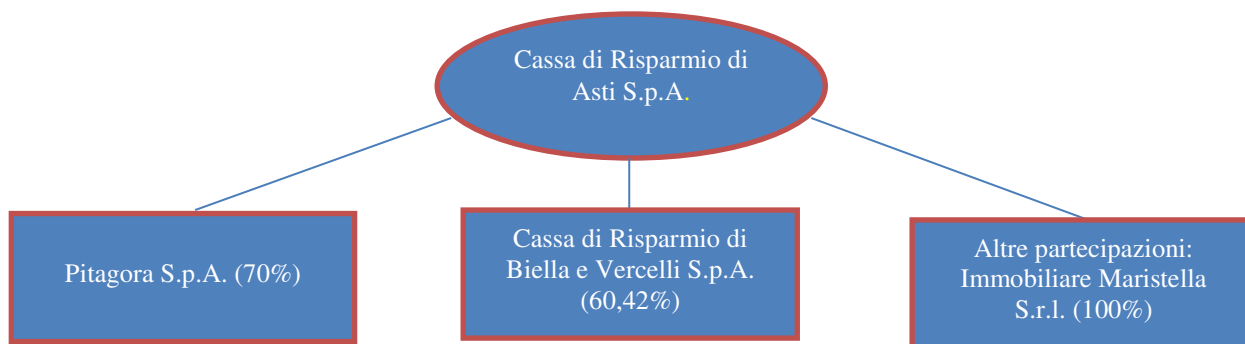 Cassa di Risparmio di
Asti S.p.A.
Pitagora S.p.A. (70%)
Cassa di Risparmio di
Biella e Vercelli S.p.A.
(60,42%)
Altre partecipazioni:
Immobiliare Maristella
S.r.l. (100%)